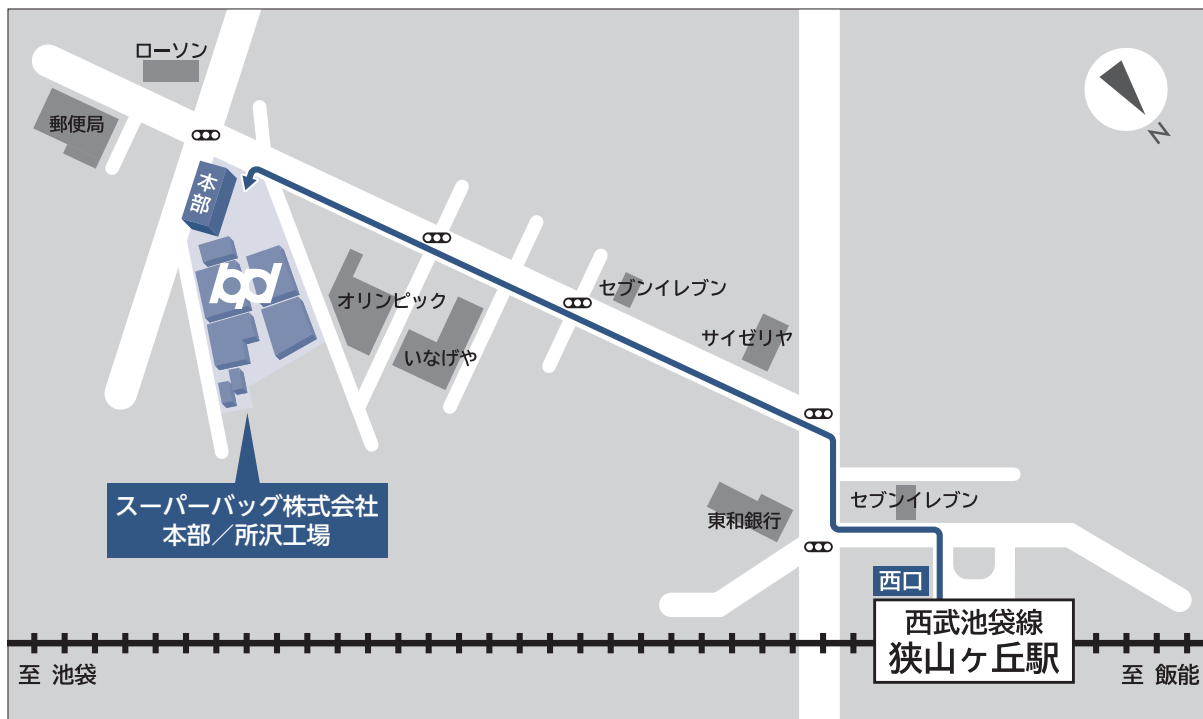 ローソン
郵便局
N
本部
bpd
オリンピック
いなげや
セブンイレブン
サイゼリヤ
スーパーバッグ株式会社
本部／所沢工場
東和銀行
セブンイレブン
西口
西武池袋線
狭山ヶ丘駅
至 池袋
至 飯能